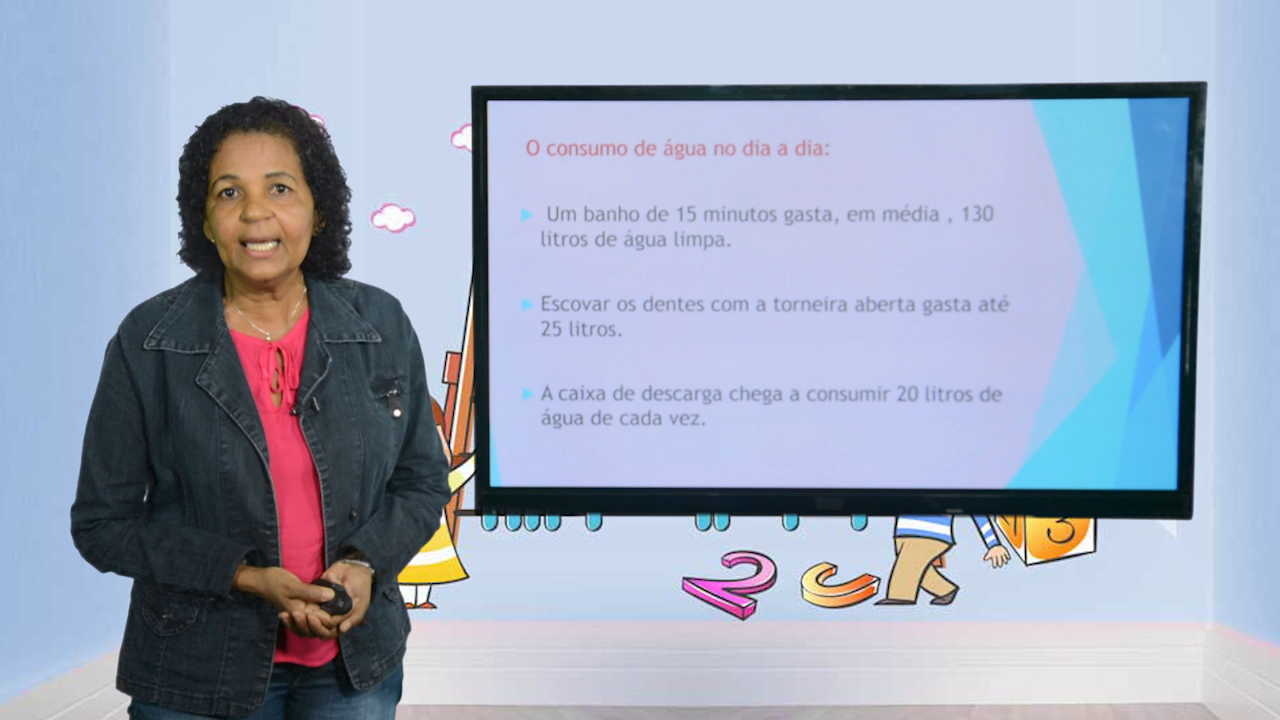 O consumo de água no dia a dia:
Um banho de 15 minutos gasta, em média , 130
litros de água limpa.
Escovar os dentes com a torneira aberta gasta até
25 litros.
A caixa de descarga chega a consumir 20 litros de
água de cada vez.
2
3